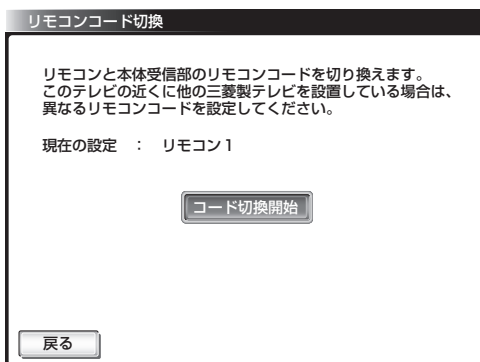 リモコンコード切換
リモコンと本体受信部のリモコンコードを切り換えます。
このテレビの近くに他の三菱製テレビを設置している場合は、
異なるリモコンコードを設定してください。
現在の設定 ： リモコン1
コード切換開始
戻る